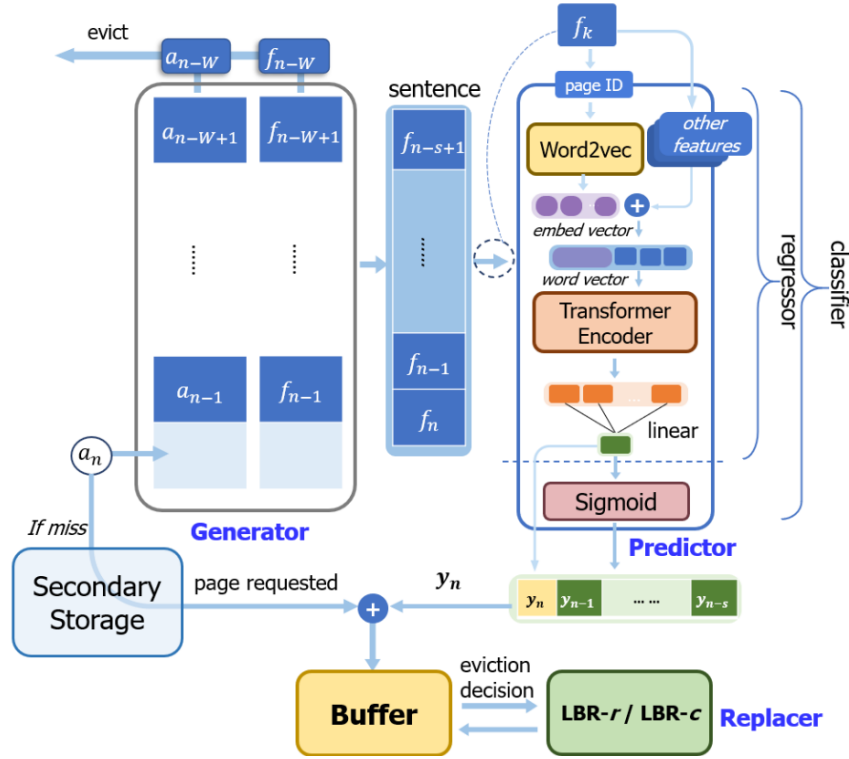 evict
a_{n-W} f_{n-W}
a_{n-W+1} f_{n-W+1}
...... ......
a_{n-1} f_{n-1}
a_n
Generator
sentence
f_{n-s+1}
......
f_{n-1}
f_n
f_k
page ID
other
features
Word2vec
+
embed vector
word vector
Transformer
Encoder
...
linear
Sigmoid
Predictor
regressor
classifier
If miss
Secondary
Storage
page requested
+
y_n
y_n y_{n-1} ... ... y_{n-s}
Buffer
eviction
decision
LBR-r / LBR-c
Replacer